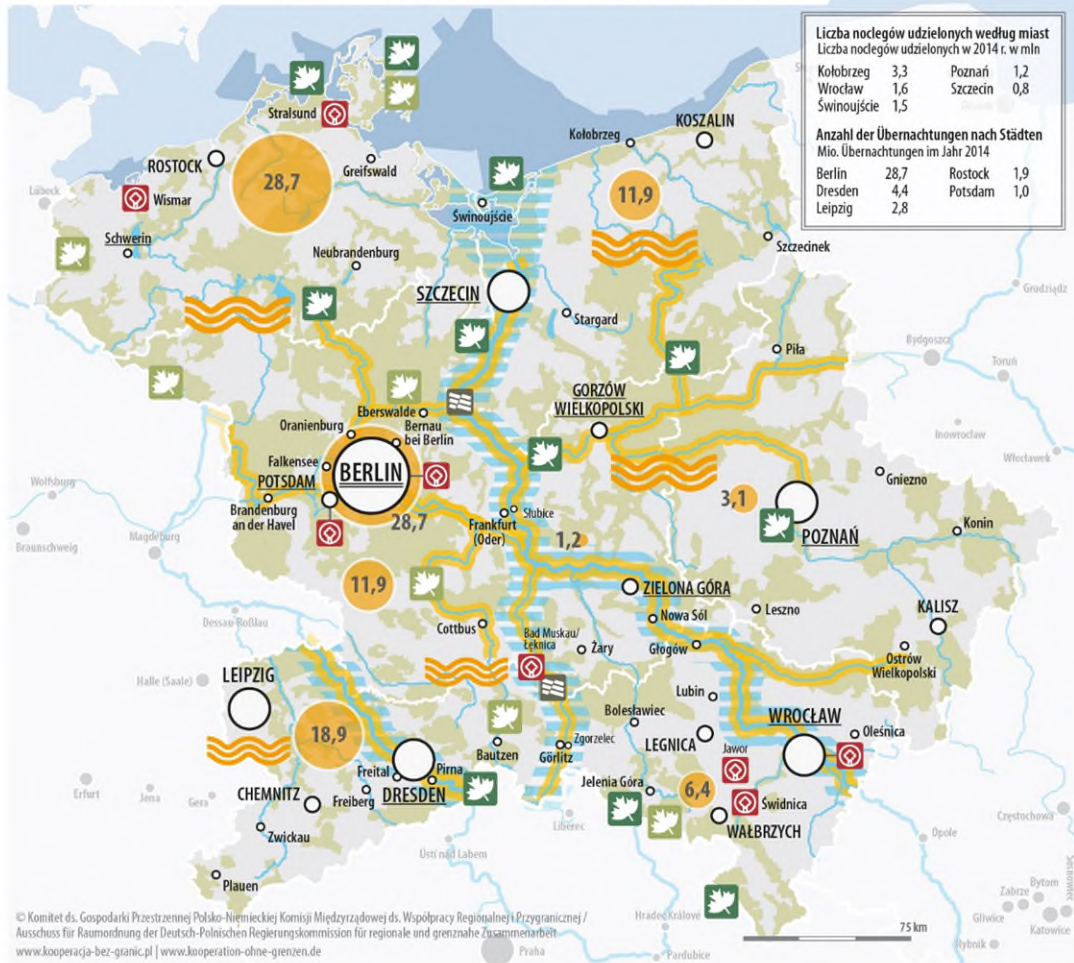 Liczba noclegów udzielonych według miast
Liczba noclegów udzielonych w 2014 r. w mln
Kołobrzeg 3,3 Poznań 1,2
Wrocław 1,6 Szczecin 0,8
Świnoujście 1,5
Anzahl der Übernachtungen nach Städten
Mio. Übernachtungen im Jahr 2014
Berlin 28,7 Rostock 1,9
Dresden 4,4 Potsdam 1,0
Leipzig 2,8
Stralsund
KOSZALIN
Kołobrzeg
ROSTOCK
Greifswald
28,7
11,9
Lübeck
Wismar
Świnoujście
Schwerin
Neubrandenburg
Szczecinek
SZCZECIN
Grudziądz
Stargard
Piła
Bydgoszcz
Toruń
GORZÓW
WIELKOPOLSKI
Eberswalde
Oranienburg
Bernau
bei Berlin
Inowrocław
Włocławek
Falkensee
BERLIN
POTSDAM
Gniezno
Wolfsburg
Brandenburg
an der Havel
28,7
3,1
Frankfurt
(Oder)
Słubice
Konin
Braunschweig
Magdeburg
1,2
POZNAŃ
11,9
ZIELONA GÓRA
Leszno
KALISZ
Dessau-Roßlau
Cottbus
Nowa Sól
Bad Muskau/
Łęknica
Żary
Głogów
Ostrów
Wielkopolski
Halle (Saale)
LEIPZIG
Lubin
18,9
Bolesławiec
WROCŁAW
Oleśnica
LEGNICA
Bautzen
Zgorzelec
Görlitz
Jawor
Freital
Pirna
Erfurt
Jena
Gera
CHEMNITZ
Freiberg
DRESDEN
Jelenia Góra
6,4
Świdnica
Liberec
WAŁBRZYCH
Częstochowa
Zwickau
Opole
Ústí nad Labem
Plauen
Sosnowiec
Bytom
Zabrze
Gliwice
Katowice
Hradec Králové
Rybnik
© Komitet ds. Gospodarki Przestrzennej Polsko-Niemieckiej Komisji Międzyrządowej ds. Współpracy Regionalnej i Przygranicznej /
Ausschuss für Raumordnung der Deutsch-Polnischen Regierungskommission für regionale und grenznahe Zusammenarbeit
www.kooperacja-bez-granic.pl | www.kooperation-ohne-grenzen.de
75 km
Praha
Pardubice